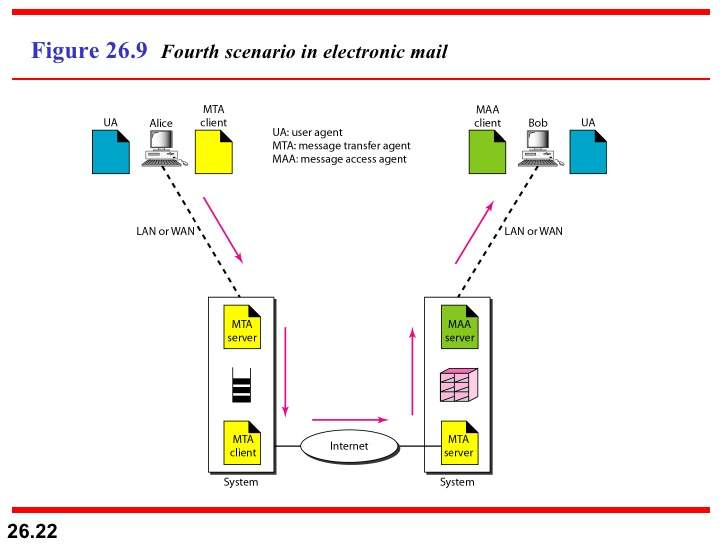 Figure 26.9 Fourth scenario in electronic mail
UA
Alice
MTA
client
UA: user agent
MTA: message transfer agent
MAA: message access agent
MAA
client
Bob
UA
LAN or WAN
LAN or WAN
MTA
server
MAA
server
MTA
client
Internet
MTA
server
System
System
26.22